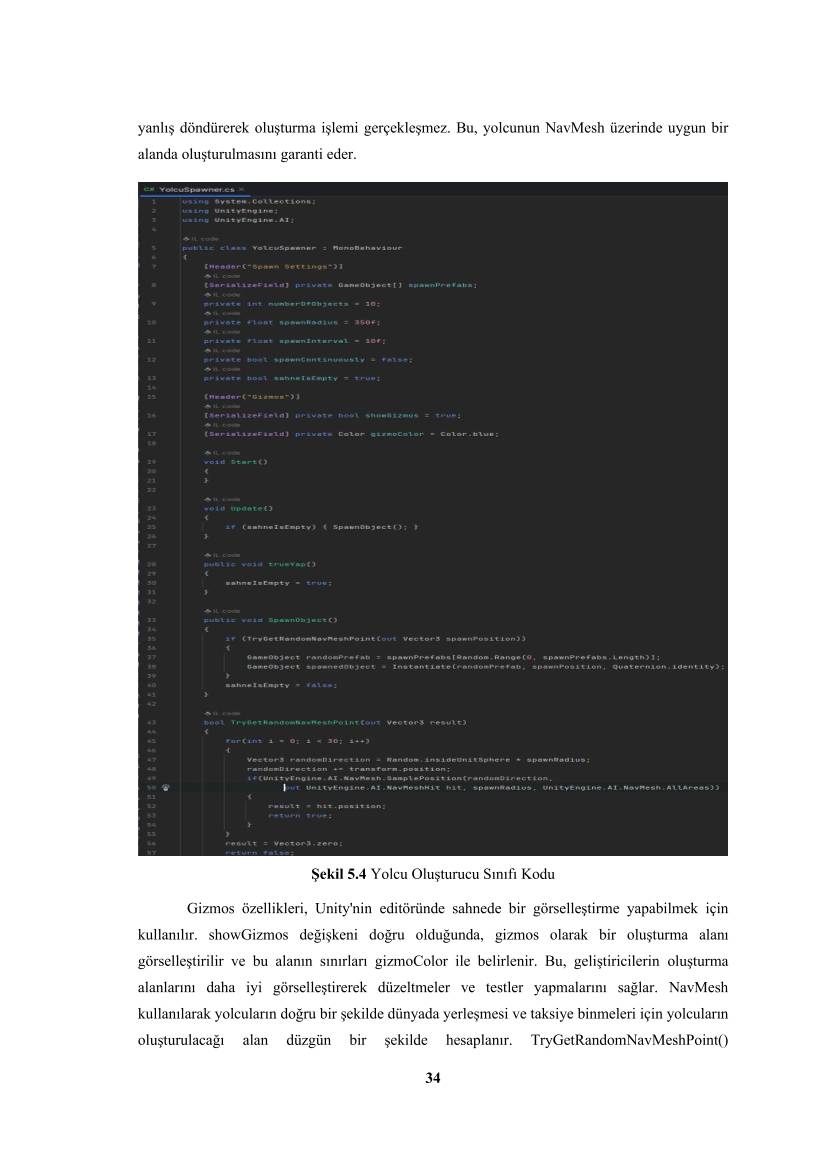 yanlış döndürerek oluşturma işlemi gerçekleşmez. Bu, yolcunun NavMesh üzerinde uygun bir
alanda oluşturulmasını garanti eder.
C# YolcuSpawner.cs ×
1 using System.Collections;
2 using UnityEngine;
3 using UnityEngine.AI;
4
IL code
5 public class YolcuSpawner : MonoBehaviour
6 {
7 [Header("Spawn Settings")]
IL code
8 [SerializeField] private GameObject[] spawnPrefabs;
IL code
9 private int numberOfObjects = 10;
IL code
10 private float spawnRadius = 350f;
IL code
11 private float spawnInterval = 10f;
IL code
12 private bool spawnContinuously = false;
IL code
13 private bool sahneIsEmpty = true;
14
15 [Header("Gizmos")]
IL code
16 [SerializeField] private bool showGizmos = true;
IL code
17 [SerializeField] private Color gizmoColor = Color.blue;
18
IL code
19 void Start()
20 {
21 }
22
IL code
23 void Update()
24 {
25 if (sahneIsEmpty) { SpawnObject(); }
26 }
27
IL code
28 public void trueYap()
29 {
30 sahneIsEmpty = true;
31 }
32
IL code
33 public void SpawnObject()
34 {
35 if (TryGetRandomNavMeshPoint(out Vector3 spawnPosition))
36 {
37 GameObject randomPrefab = spawnPrefabs[Random.Range(0, spawnPrefabs.Length)];
38 GameObject spawnedObject = Instantiate(randomPrefab, spawnPosition, Quaternion.identity);
39 }
40 sahneIsEmpty = false;
41 }
42
IL code
43 bool TryGetRandomNavMeshPoint(out Vector3 result)
44 {
45 for(int i = 0; i < 30; i++)
46 {
47 Vector3 randomDirection = Random.insideUnitSphere * spawnRadius;
48 randomDirection += transform.position;
49 if(UnityEngine.AI.NavMesh.SamplePosition(randomDirection,
50 out UnityEngine.AI.NavMeshHit hit, spawnRadius, UnityEngine.AI.NavMesh.AllAreas))
51 {
52 result = hit.position;
53 return true;
54 }
55 }
56 result = Vector3.zero;
57 return false;
Şekil 5.4 Yolcu Oluşturucu Sınıfı Kodu
Gizmos özellikleri, Unity'nin editöründe sahnede bir görselleştirme yapabilmek için
kullanılır. showGizmos değişkeni doğru olduğunda, gizmos olarak bir oluşturma alanı
görselleştirilir ve bu alanın sınırları gizmoColor ile belirlenir. Bu, geliştiricilerin oluşturma
alanlarını daha iyi görselleştirerek düzeltmeler ve testler yapmalarını sağlar. NavMesh
kullanılarak yolcuların doğru bir şekilde dünyada yerleşmesi ve taksiye binmeleri için yolcuların
oluşturulacağı alan düzgün bir şekilde hesaplanır. TryGetRandomNavMeshPoint()
34